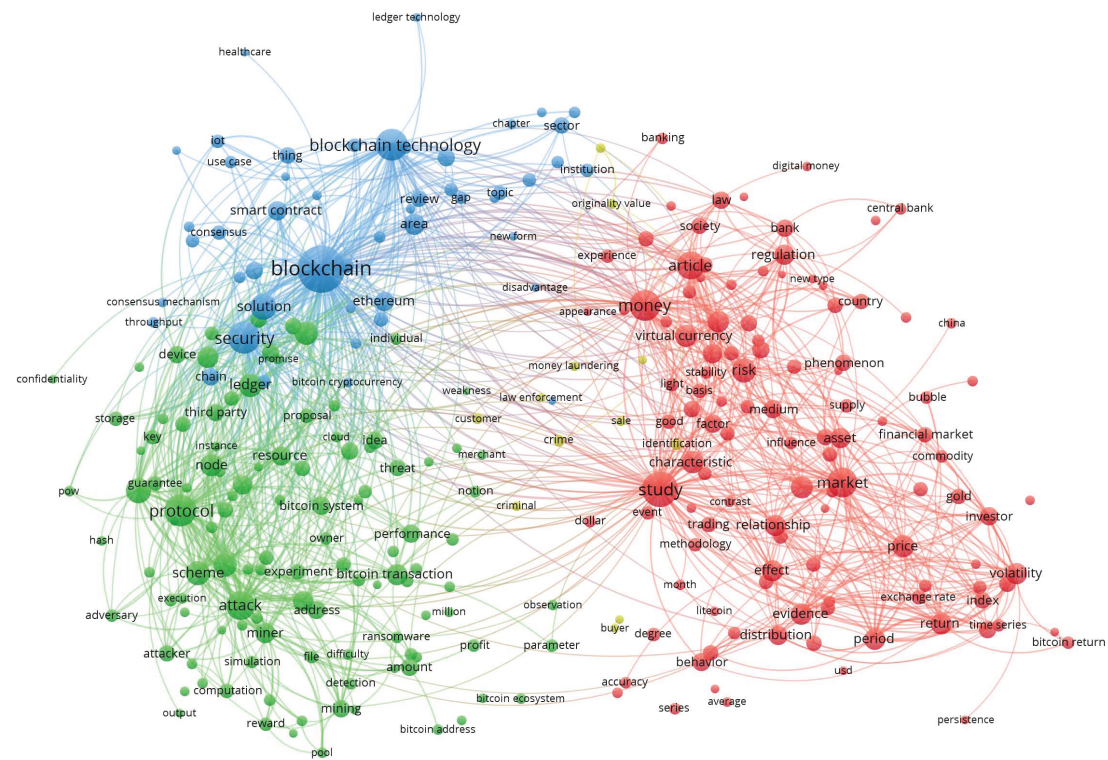 ledger technology
healthcare
chapter
sector
iot
blockchain technology
banking
use case
thing
institution
digital money
review
gap
topic
originality value
law
central bank
smart contract
area
society
bank
consensus
new form
experience
regulation
blockchain
article
new type
disadvantage
consensus mechanism
solution
ethereum
appearance
money
country
throughput
security
individual
virtual currency
china
device
promise
money laundering
stability
risk
phenomenon
confidentiality
chain
ledger
bitcoin cryptocurrency
weakness
law enforcement
light
basis
bubble
storage
third party
proposal
customer
sale
good
factor
medium
supply
key
instance
cloud
idea
crime
identification
influence
asset
financial market
node
resource
threat
merchant
characteristic
commodity
guarantee
pow
notion
study
market
protocol
bitcoin system
criminal
event
contrast
gold
dollar
trading
relationship
investor
hash
owner
performance
methodology
price
scheme
experiment
bitcoin transaction
effect
volatility
execution
month
exchange rate
index
adversary
attack
address
observation
litecoin
evidence
return
time series
miner
ransomware
million
buyer
degree
distribution
period
bitcoin return
attacker
simulation
file
difficulty
amount
profit
parameter
behavior
usd
computation
detection
bitcoin ecosystem
accuracy
output
reward
mining
bitcoin address
series
average
persistence
pool